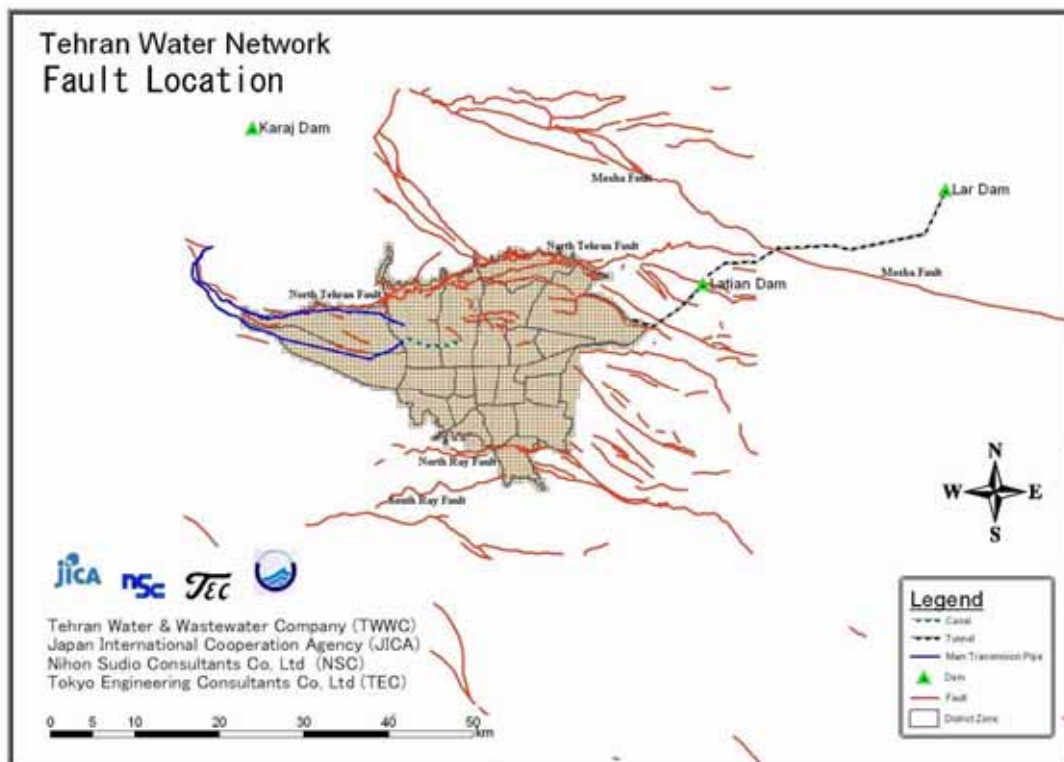 Tehran Water Network
Fault Location
Karaj Dam
Mosha Fault
Lar Dam
North Tehran Fault
Mosha Fault
Latian Dam
North Tehran Fault
North Ray Fault
South Ray Fault
N
W E
S
JICA
nsc
TEC
Tehran Water & Wastewater Company (TWWC)
Japan International Cooperation Agency (JICA)
Nihon Sudio Consultants Co, Ltd (NSC)
Tokyo Engineering Consultants Co, Ltd (TEC)
0 5 10 20 30 40 50
km
Legend
Canal
Tunnel
Main Transmission Pipe
Dam
Fault
District Zone